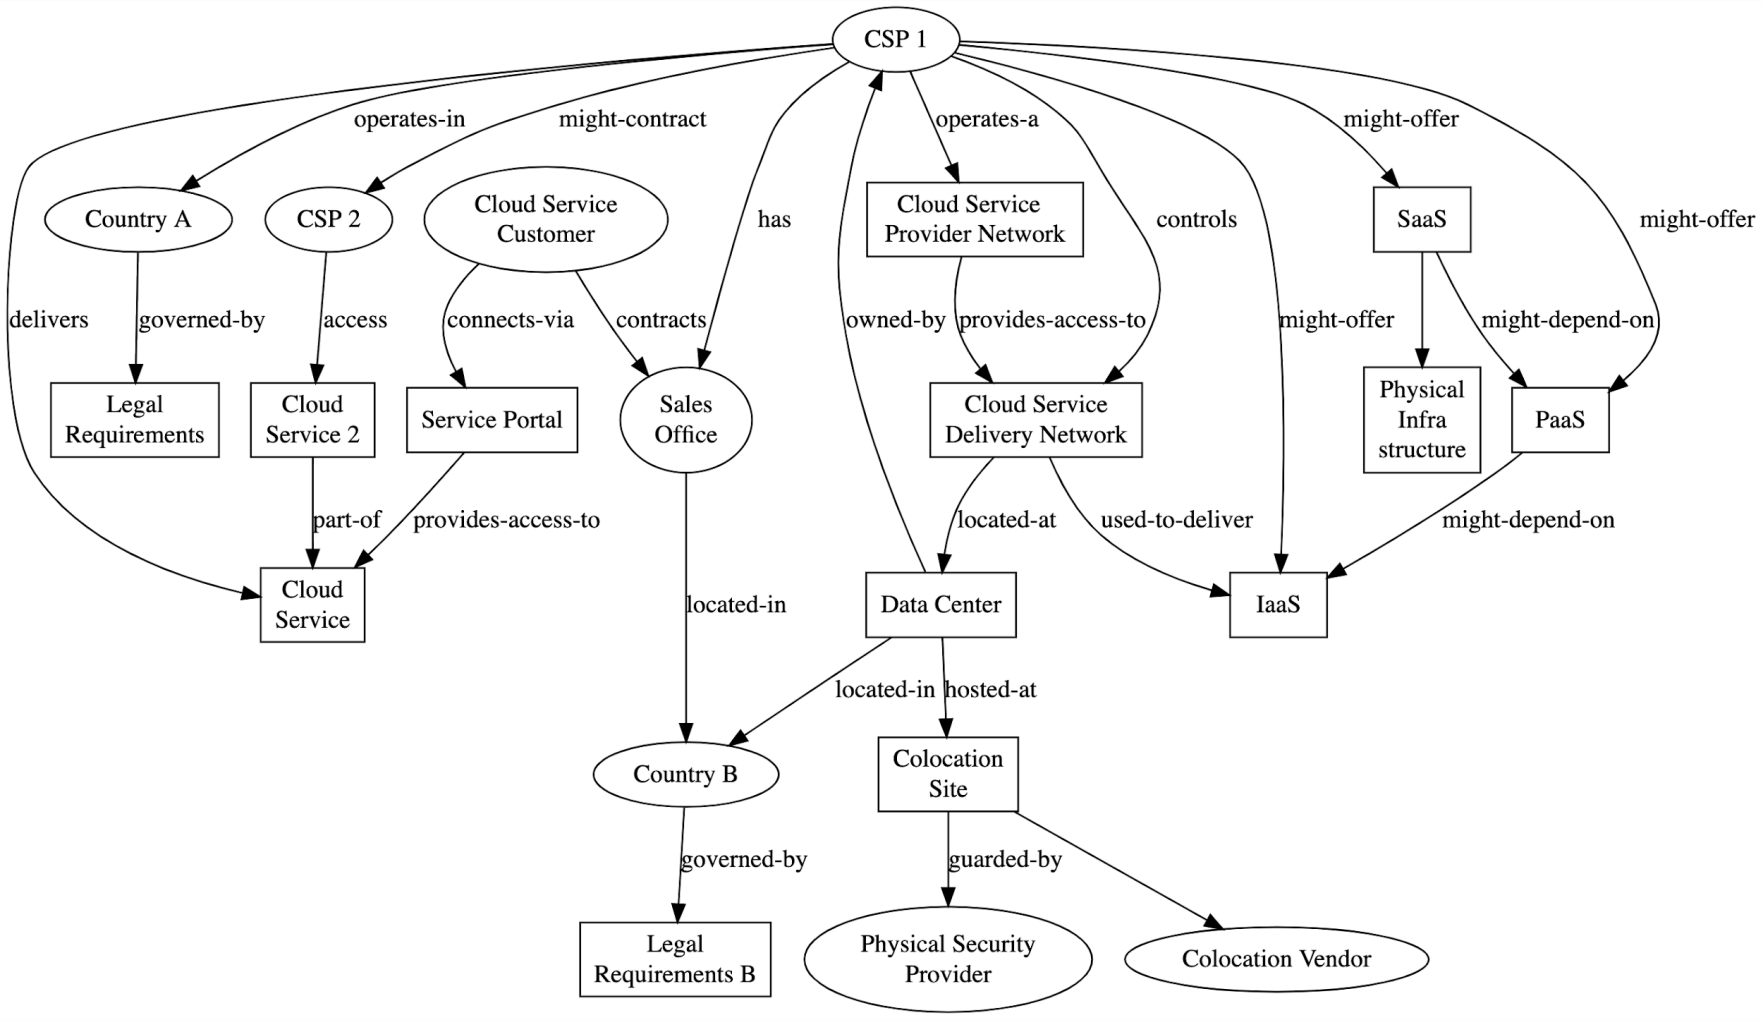 CSP 1
operates-in
might-contract
operates-a
might-offer
Country A
CSP 2
Cloud Service
Customer
has
Cloud Service
Provider Network
controls
SaaS
might-offer
delivers
governed-by
access
connects-via
contracts
owned-by
provides-access-to
might-offer
might-depend-on
Legal
Requirements
Cloud
Service 2
Service Portal
Sales
Office
Cloud Service
Delivery Network
Physical
Infra
structure
PaaS
part-of
provides-access-to
located-at
used-to-deliver
might-depend-on
Cloud
Service
located-in
Data Center
IaaS
located-in
hosted-at
Country B
Colocation
Site
governed-by
guarded-by
Legal
Requirements B
Physical Security
Provider
Colocation Vendor